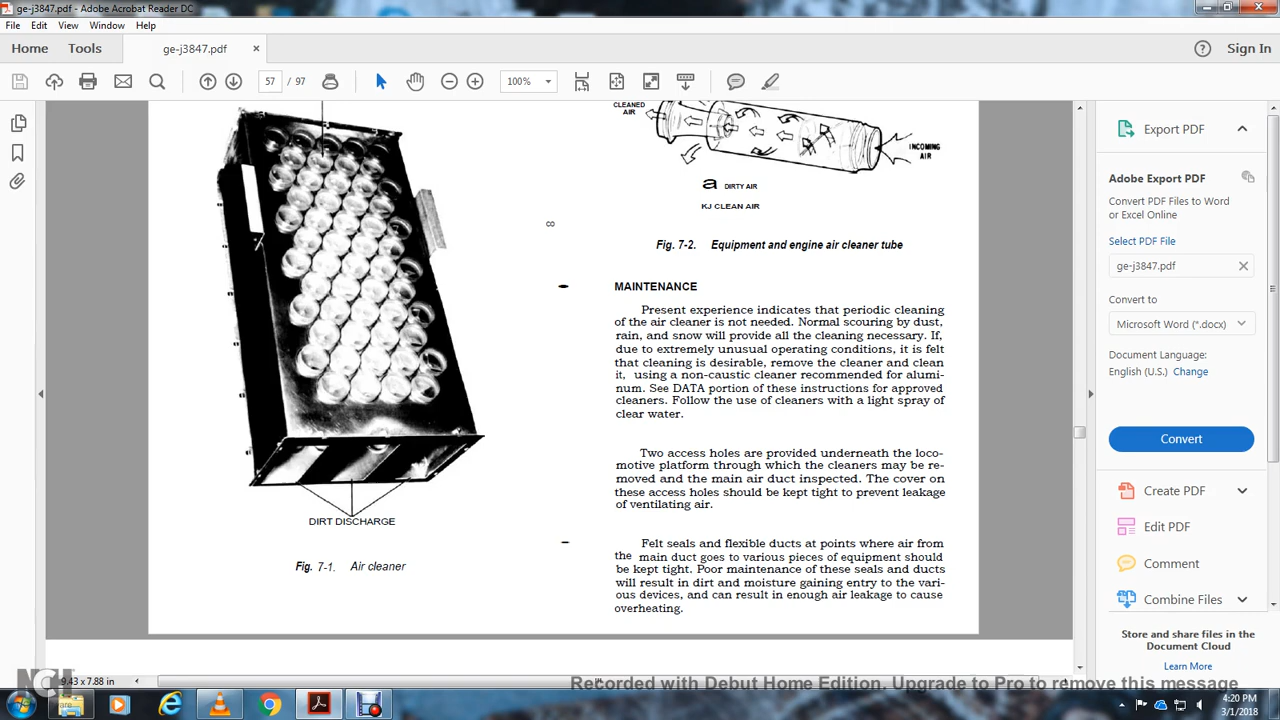 ge-j3847.pdf - Adobe Acrobat Reader DC
File Edit View Window Help
Home Tools ge-j3847.pdf × ? Sign In
57 / 97 100%
CLEANED
AIR
INCOMING
AIR
a DIRTY AIR
KJ CLEAN AIR
8
Fig. 7-2. Equipment and engine air cleaner tube
DIRT DISCHARGE
Fig. 7-1. Air cleaner
MAINTENANCE
Present experience indicates that periodic cleaning
of the air cleaner is not needed. Normal scouring by dust,
rain, and snow will provide all the cleaning necessary. If,
due to extremely unusual operating conditions, it is felt
that cleaning is desirable, remove the cleaner and clean
it, using a non-caustic cleaner recommended for alumi-
num. See DATA portion of these instructions for approved
cleaners. Follow the use of cleaners with a light spray of
clear water.
Two access holes are provided underneath the loco-
motive platform through which the cleaners may be re-
moved and the main air duct inspected. The cover on
these access holes should be kept tight to prevent leakage
of ventilating air.
Felt seals and flexible ducts at points where air from
the main duct goes to various pieces of equipment should
be kept tight. Poor maintenance of these seals and ducts
will result in dirt and moisture gaining entry to the vari-
ous devices, and can result in enough air leakage to cause
overheating.
Export PDF
Adobe Export PDF
Convert PDF Files to Word
or Excel Online
Select PDF File
ge-j3847.pdf ×
Convert to
Microsoft Word (*.docx)
Document Language:
English (U.S.) Change
Convert
Create PDF
Edit PDF
Comment
Combine Files
Store and share files in the
Document Cloud
Learn More
9.43 x 7.88 in
NCH
ware
Recorded with Debut Home Edition. Upgrade to Pro to remove this message
4:20 PM
3/1/2018